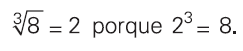 ∛8 = 2 porque 2³ = 8.